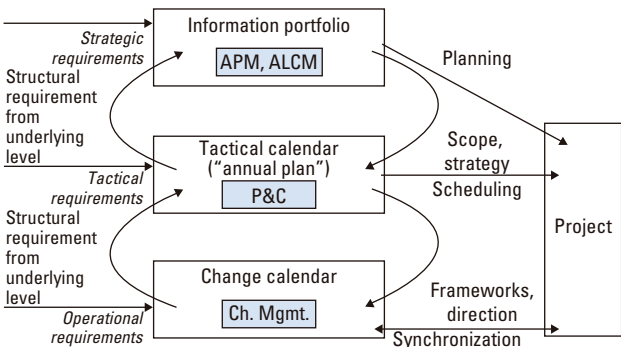 Information portfolio
APM, ALCM
Strategic
requirements
Planning
Structural
requirement
from
underlying
level
Tactical calendar
(“annual plan”)
P&C
Tactical
requirements
Scope,
strategy
Scheduling
Project
Structural
requirement
from
underlying
level
Change calendar
Ch. Mgmt.
Operational
requirements
Frameworks,
direction
Synchronization